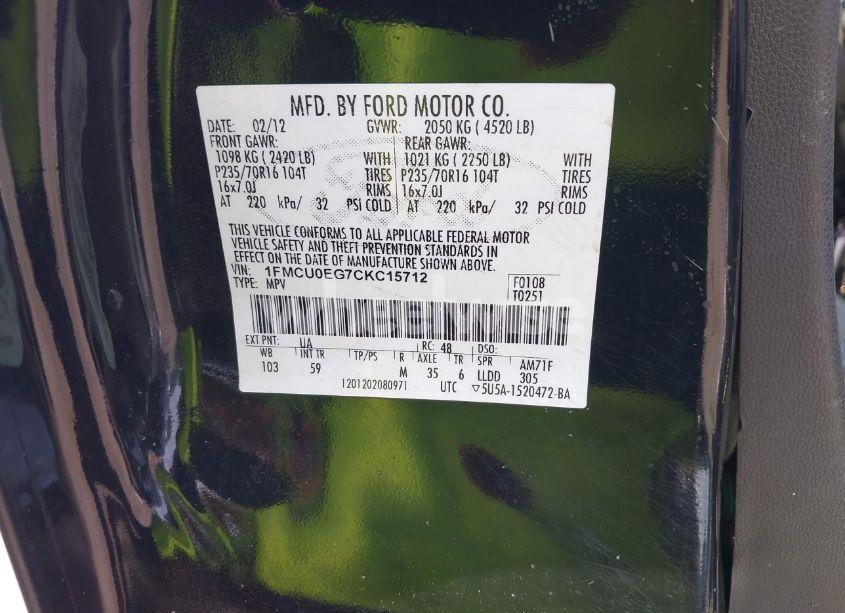 MFD. BY FORD MOTOR CO.
DATE: 02/12 GVWR: 2050 KG ( 4520 LB)
FRONT GAWR: REAR GAWR:
1098 KG ( 2420 LB) WITH 1021 KG ( 2250 LB) WITH
P235/70R16 104T TIRES P235/70R16 104T TIRES
16x7.0J RIMS 16x7.0J RIMS
AT 220 kPa/ 32 PSI COLD AT 220 kPa/ 32 PSI COLD
THIS VEHICLE CONFORMS TO ALL APPLICABLE FEDERAL MOTOR
VEHICLE SAFETY AND THEFT PREVENTION STANDARDS IN
EFFECT ON THE DATE OF MANUFACTURE SHOWN ABOVE.
VIN: 1FMCU0EG7CKC15712 F0108
TYPE: MPV T0251
EXT PNT: UA RC: 48 DSO:
WB INT TR TP/PS R AXLE TR SPR AM71F
103 59 M 35 6 LLDD 305
1201202080971 UTC ▽5U5A-1520472-BA